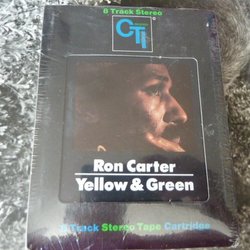 8 Track Stereo
CTI
Ron Carter
Yellow & Green
8 Track Stereo Tape Cartridge